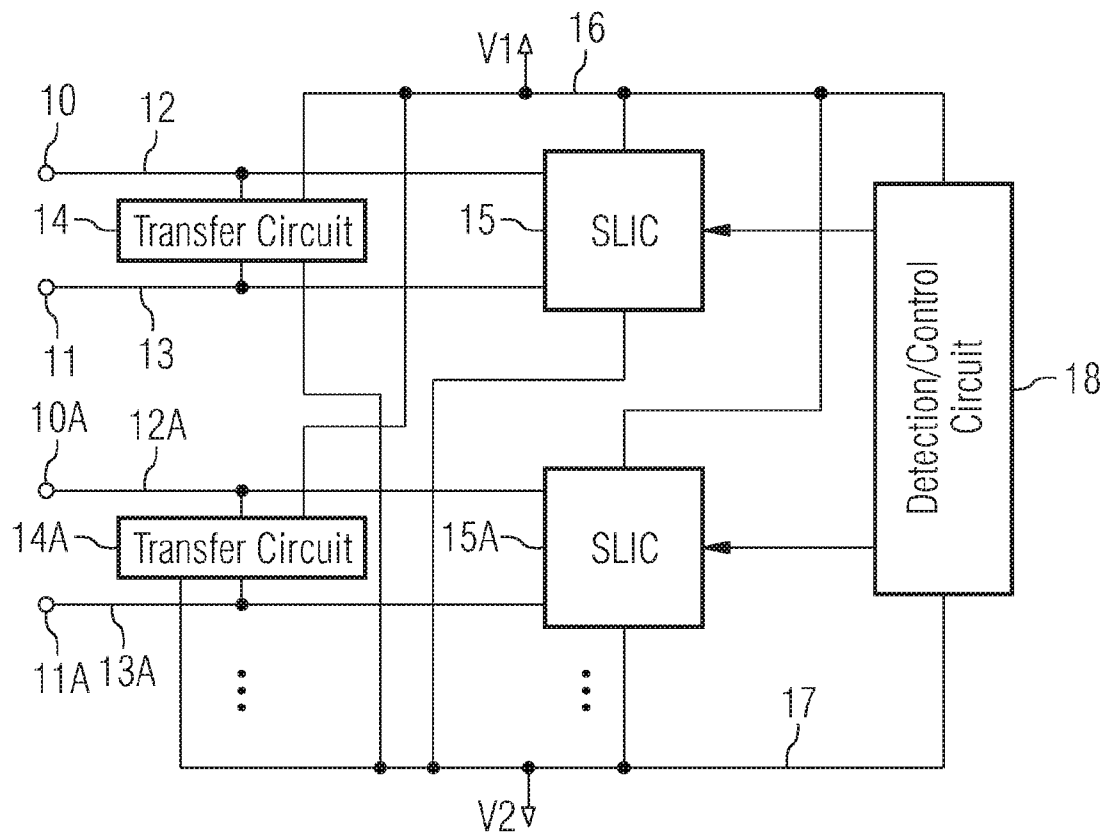 V1
16
10
12
14
Transfer Circuit
15
SLIC
11
13
Detection/Control
Circuit
18
10A
12A
14A
Transfer Circuit
15A
SLIC
11A
13A
17
V2